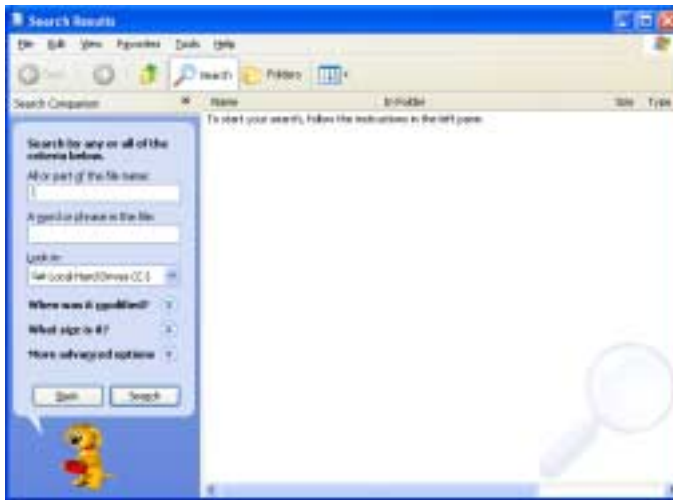 Search Results
File Edit View Favorites Tools Help
Back Search Folders
Search Companion Name In Folder Size Type
To start your search, follow the instructions in the left pane.
Search by any or all of the
criteria below.
All or part of the file name:
A word or phrase in the file:
Look in:
Local Hard Drives (C:)
When was it modified?
What size is it?
More advanced options
Back Search